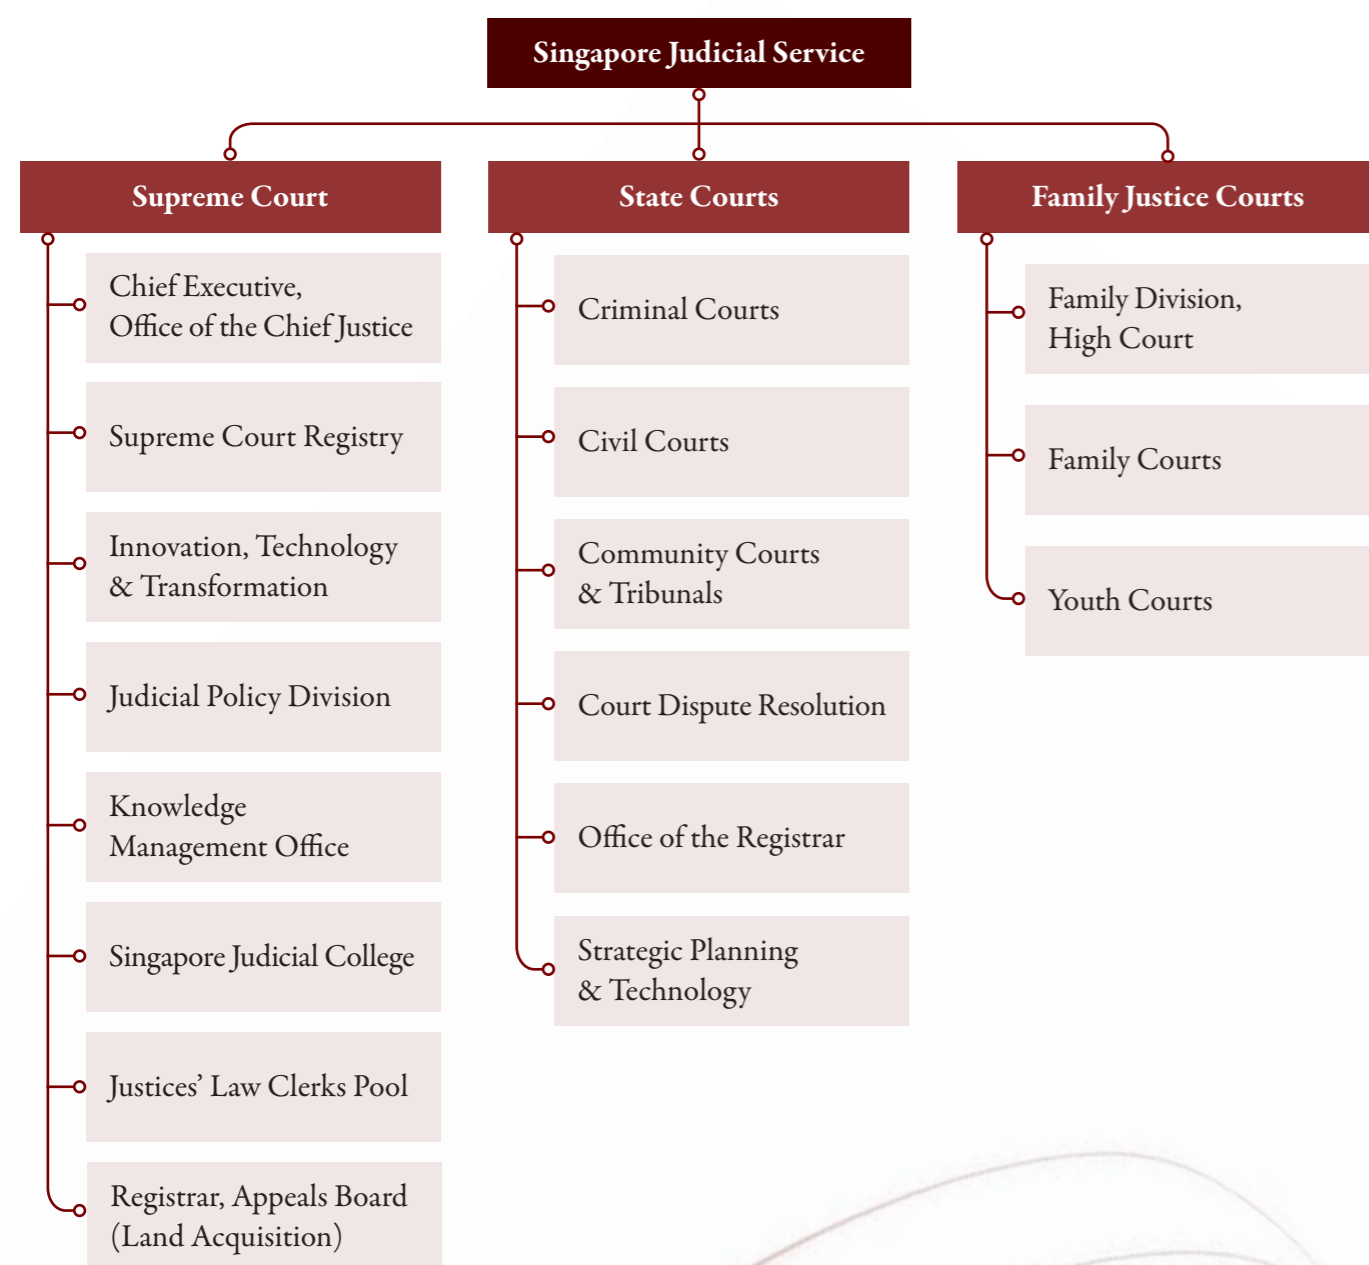 Singapore Judicial Service
Supreme Court
Chief Executive,
Office of the Chief Justice
Supreme Court Registry
Innovation, Technology
& Transformation
Judicial Policy Division
Knowledge
Management Office
Singapore Judicial College
Justices’ Law Clerks Pool
Registrar, Appeals Board
(Land Acquisition)
State Courts
Criminal Courts
Civil Courts
Community Courts
& Tribunals
Court Dispute Resolution
Office of the Registrar
Strategic Planning
& Technology
Family Justice Courts
Family Division,
High Court
Family Courts
Youth Courts